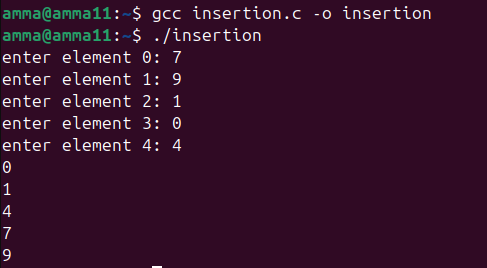 amma@amma11:~$ gcc insertion.c -o insertion
amma@amma11:~$ ./insertion
enter element 0: 7
enter element 1: 9
enter element 2: 1
enter element 3: 0
enter element 4: 4
0
1
4
7
9